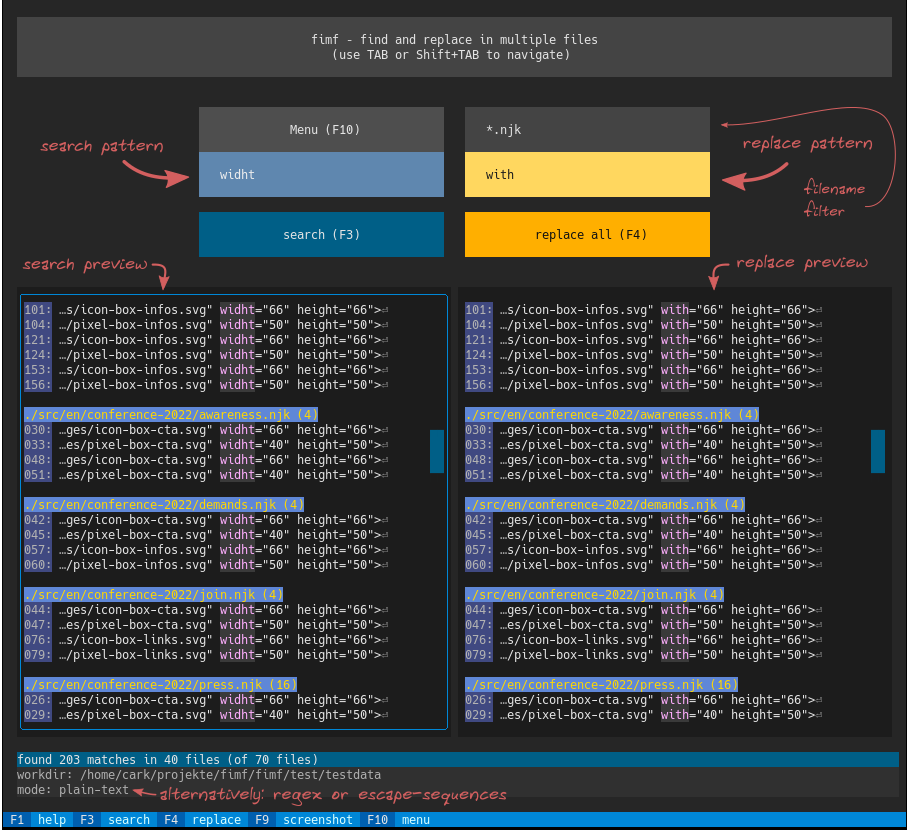 fimf - find and replace in multiple files
(use TAB or Shift+TAB to navigate)
Menu (F10)
*.njk
search pattern
widht
with
replace pattern
filename
filter
search (F3)
replace all (F4)
search preview
replace preview
101: …s/icon-box-infos.svg" widht="66" height="66">⏎
104: …/pixel-box-infos.svg" widht="50" height="50">⏎
121: …s/icon-box-infos.svg" widht="66" height="66">⏎
124: …/pixel-box-infos.svg" widht="50" height="50">⏎
153: …s/icon-box-infos.svg" widht="66" height="66">⏎
156: …/pixel-box-infos.svg" widht="50" height="50">⏎
./src/en/conference-2022/awareness.njk (4)
030: …ges/icon-box-cta.svg" widht="66" height="66">⏎
033: …es/pixel-box-cta.svg" widht="40" height="50">⏎
048: …ges/icon-box-cta.svg" widht="66" height="66">⏎
051: …es/pixel-box-cta.svg" widht="40" height="50">⏎
./src/en/conference-2022/demands.njk (4)
042: …ges/icon-box-cta.svg" widht="66" height="66">⏎
045: …es/pixel-box-cta.svg" widht="40" height="50">⏎
057: …s/icon-box-infos.svg" widht="66" height="66">⏎
060: …/pixel-box-infos.svg" widht="50" height="50">⏎
./src/en/conference-2022/join.njk (4)
044: …ges/icon-box-cta.svg" widht="66" height="66">⏎
047: …es/pixel-box-cta.svg" widht="50" height="50">⏎
076: …s/icon-box-links.svg" widht="66" height="66">⏎
079: …/pixel-box-links.svg" widht="50" height="50">⏎
./src/en/conference-2022/press.njk (16)
026: …ges/icon-box-cta.svg" widht="66" height="66">⏎
029: …es/pixel-box-cta.svg" widht="40" height="50">⏎
101: …s/icon-box-infos.svg" with="66" height="66">⏎
104: …/pixel-box-infos.svg" with="50" height="50">⏎
121: …s/icon-box-infos.svg" with="66" height="66">⏎
124: …/pixel-box-infos.svg" with="50" height="50">⏎
153: …s/icon-box-infos.svg" with="66" height="66">⏎
156: …/pixel-box-infos.svg" with="50" height="50">⏎
./src/en/conference-2022/awareness.njk (4)
030: …ges/icon-box-cta.svg" with="66" height="66">⏎
033: …es/pixel-box-cta.svg" with="40" height="50">⏎
048: …ges/icon-box-cta.svg" with="66" height="66">⏎
051: …es/pixel-box-cta.svg" with="40" height="50">⏎
./src/en/conference-2022/demands.njk (4)
042: …ges/icon-box-cta.svg" with="66" height="66">⏎
045: …es/pixel-box-cta.svg" with="40" height="50">⏎
057: …s/icon-box-infos.svg" with="66" height="66">⏎
060: …/pixel-box-infos.svg" with="50" height="50">⏎
./src/en/conference-2022/join.njk (4)
044: …ges/icon-box-cta.svg" with="66" height="66">⏎
047: …es/pixel-box-cta.svg" with="50" height="50">⏎
076: …s/icon-box-links.svg" with="66" height="66">⏎
079: …/pixel-box-links.svg" with="50" height="50">⏎
./src/en/conference-2022/press.njk (16)
026: …ges/icon-box-cta.svg" with="66" height="66">⏎
029: …es/pixel-box-cta.svg" with="40" height="50">⏎
found 203 matches in 40 files (of 70 files)
workdir: /home/cark/projekte/fimf/fimf/test/testdata
mode: plain-text
alternatively: regex or escape-sequences
F1 help F3 search F4 replace F9 screenshot F10 menu